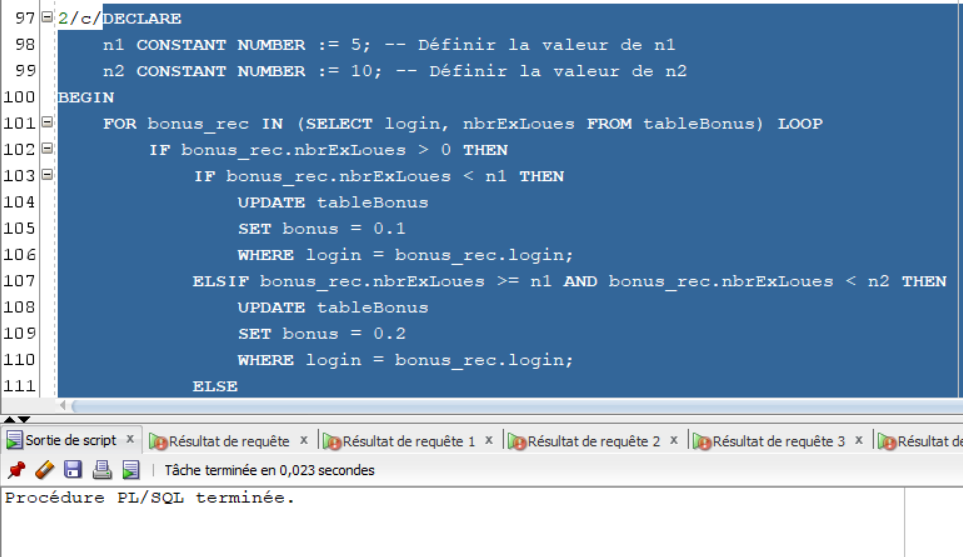 97 2/c/DECLARE
98 n1 CONSTANT NUMBER := 5; -- Définir la valeur de n1
99 n2 CONSTANT NUMBER := 10; -- Définir la valeur de n2
100 BEGIN
101 FOR bonus_rec IN (SELECT login, nbrExLoues FROM tableBonus) LOOP
102 IF bonus_rec.nbrExLoues > 0 THEN
103 IF bonus_rec.nbrExLoues < n1 THEN
104 UPDATE tableBonus
105 SET bonus = 0.1
106 WHERE login = bonus_rec.login;
107 ELSIF bonus_rec.nbrExLoues >= n1 AND bonus_rec.nbrExLoues < n2 THEN
108 UPDATE tableBonus
109 SET bonus = 0.2
110 WHERE login = bonus_rec.login;
111 ELSE
Sortie de script x Résultat de requête x Résultat de requête 1 x Résultat de requête 2 x Résultat de requête 3 x Résultat de
Tâche terminée en 0,023 secondes
Procédure PL/SQL terminée.